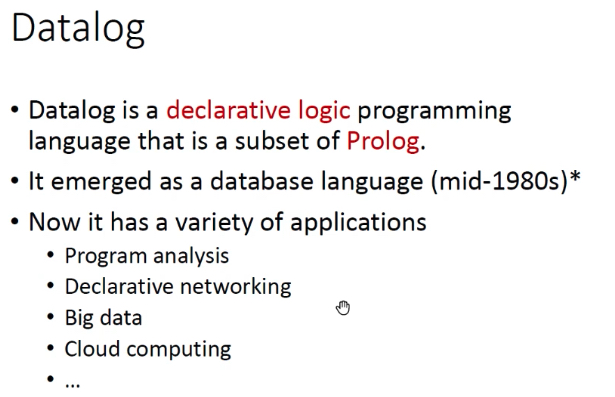 Datalog
• Datalog is a declarative logic programming
language that is a subset of Prolog.
• It emerged as a database language (mid-1980s)*
• Now it has a variety of applications
• Program analysis
• Declarative networking
• Big data
• Cloud computing
• ...